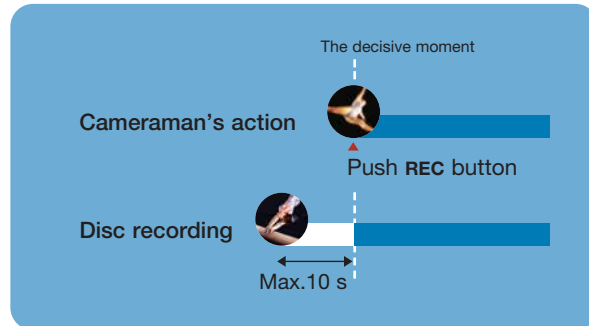 The decisive moment
Cameraman’s action
Push REC button
Disc recording
Max.10 s